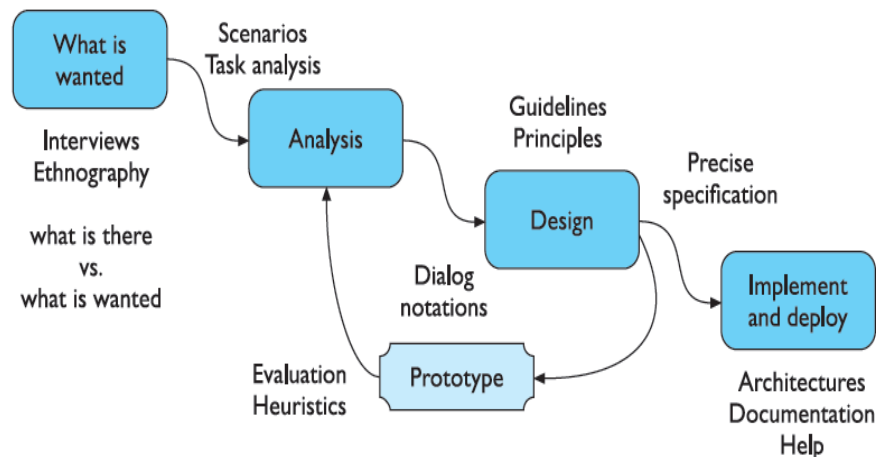 What is
wanted
Scenarios
Task analysis
Interviews
Ethnography
what is there
vs.
what is wanted
Analysis
Guidelines
Principles
Design
Dialog
notations
Precise
specification
Evaluation
Heuristics
Prototype
Implement
and deploy
Architectures
Documentation
Help